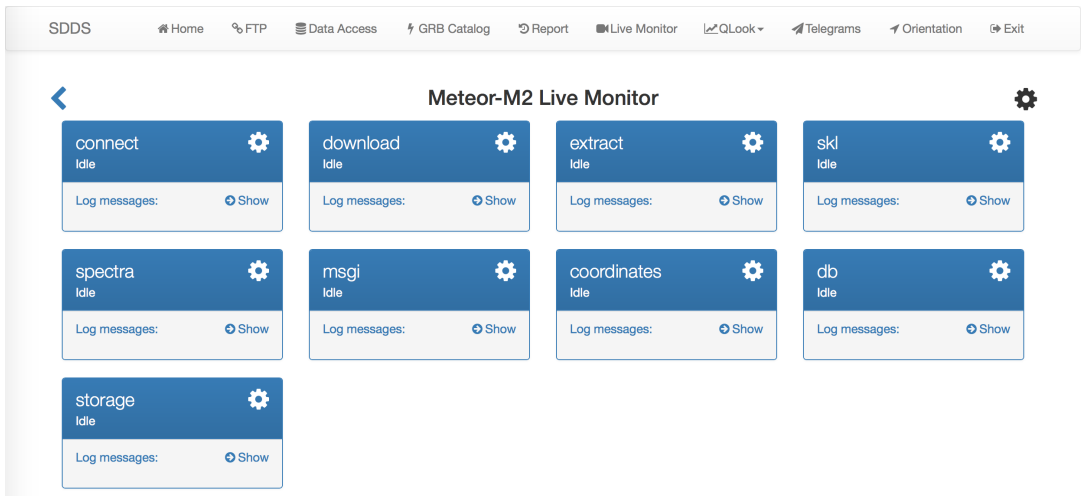 SDDS Home FTP Data Access GRB Catalog Report Live Monitor QLook Telegrams Orientation Exit
Meteor-M2 Live Monitor
connect download extract skl
Idle Idle Idle Idle
Log messages: Show Log messages: Show Log messages: Show Log messages: Show
spectra msgi coordinates db
Idle Idle Idle Idle
Log messages: Show Log messages: Show Log messages: Show Log messages: Show
storage
Idle
Log messages: Show